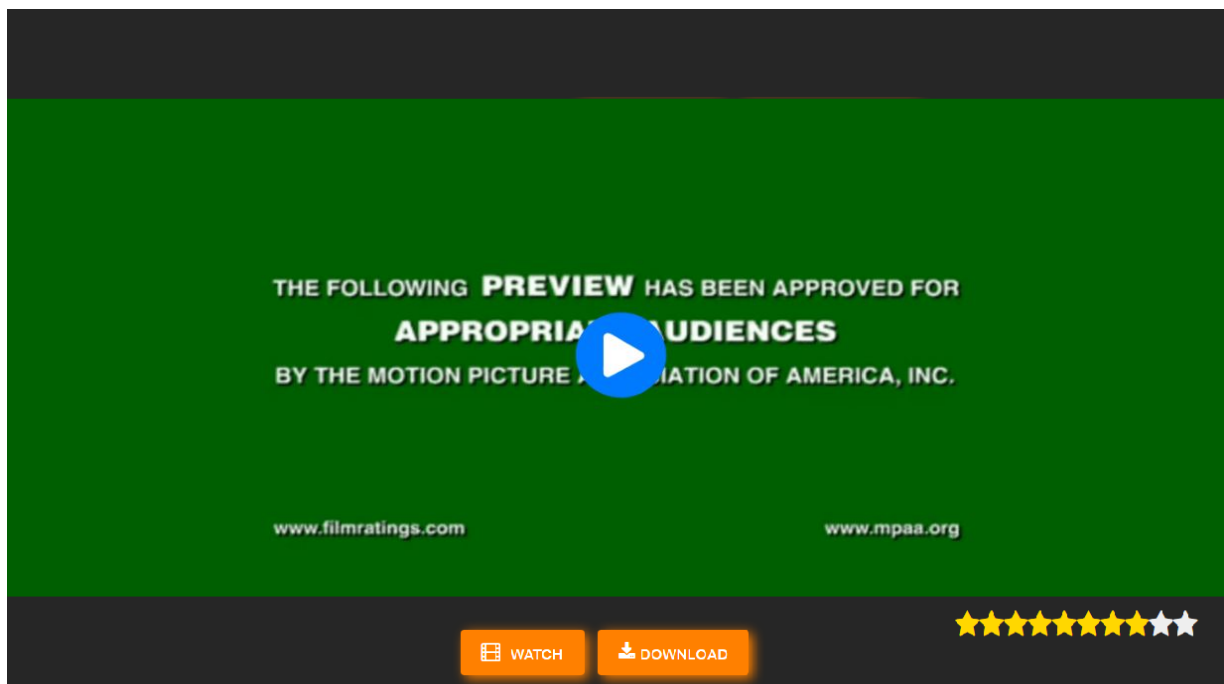 THE FOLLOWING PREVIEW HAS BEEN APPROVED FOR
APPROPRIA AUDIENCES
BY THE MOTION PICTURE A IATION OF AMERICA, INC.
www.filmratings.com www.mpaa.org
WATCH DOWNLOAD